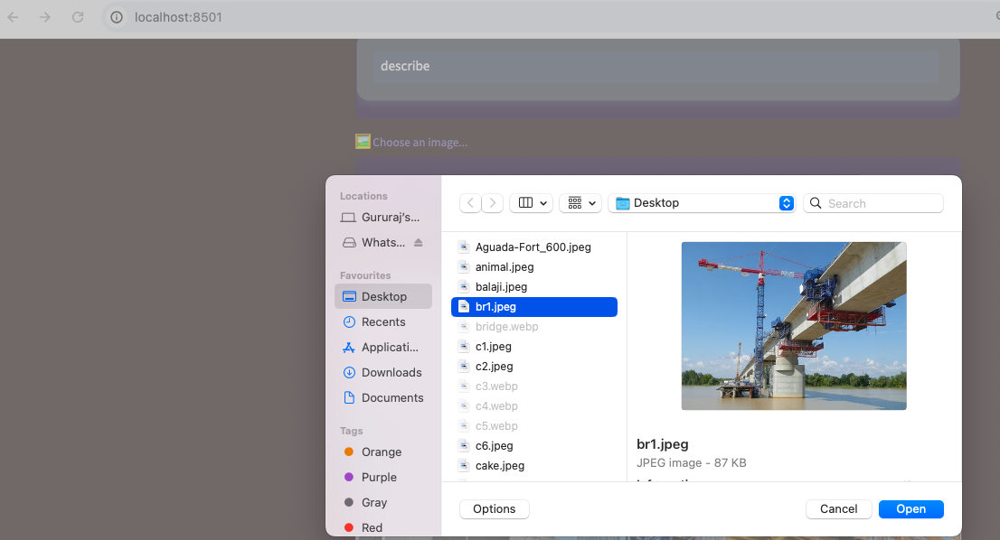 localhost:8501
describe
Choose an image...
Locations
Gururaj's...
Whats...
Favourites
Desktop
Recents
Applicati...
Downloads
Documents
Tags
Orange
Purple
Gray
Red
Desktop
Search
Aguada-Fort_600.jpeg
animal.jpeg
balaji.jpeg
br1.jpeg
bridge.webp
c1.jpeg
c2.jpeg
c3.webp
c4.webp
c5.webp
c6.jpeg
cake.jpeg
br1.jpeg
JPEG image - 87 KB
Options
Cancel
Open